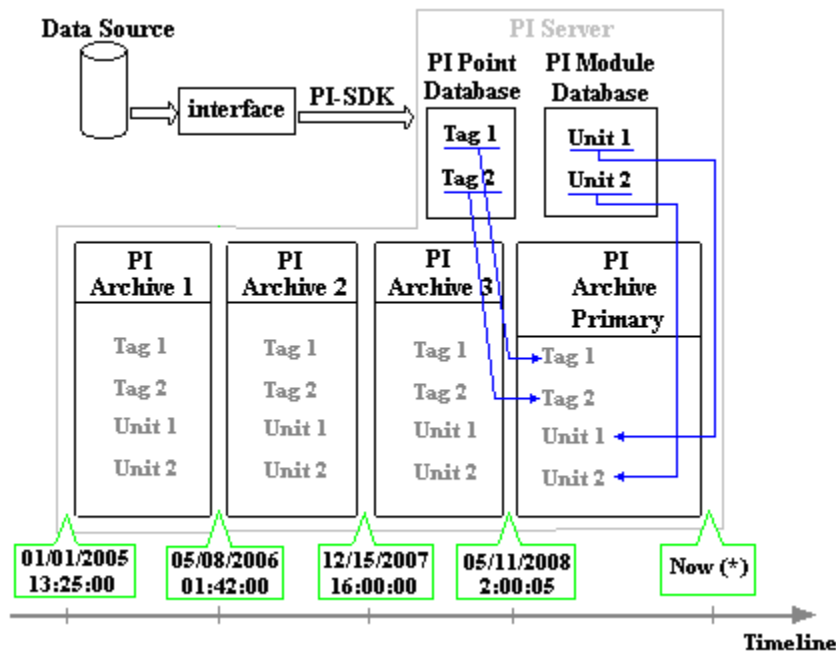 PI Server
Data Source
PI Point
Database
PI Module
Database
interface
PI-SDK
Tag 1
Tag 2
Unit 1
Unit 2
PI
Archive 1
Tag 1
Tag 2
Unit 1
Unit 2
PI
Archive 2
Tag 1
Tag 2
Unit 1
Unit 2
PI
Archive 3
Tag 1
Tag 2
Unit 1
Unit 2
PI
Archive
Primary
Tag 1
Tag 2
Unit 1
Unit 2
01/01/2005
13:25:00
05/08/2006
01:42:00
12/15/2007
16:00:00
05/11/2008
2:00:05
Now (*)
Timeline